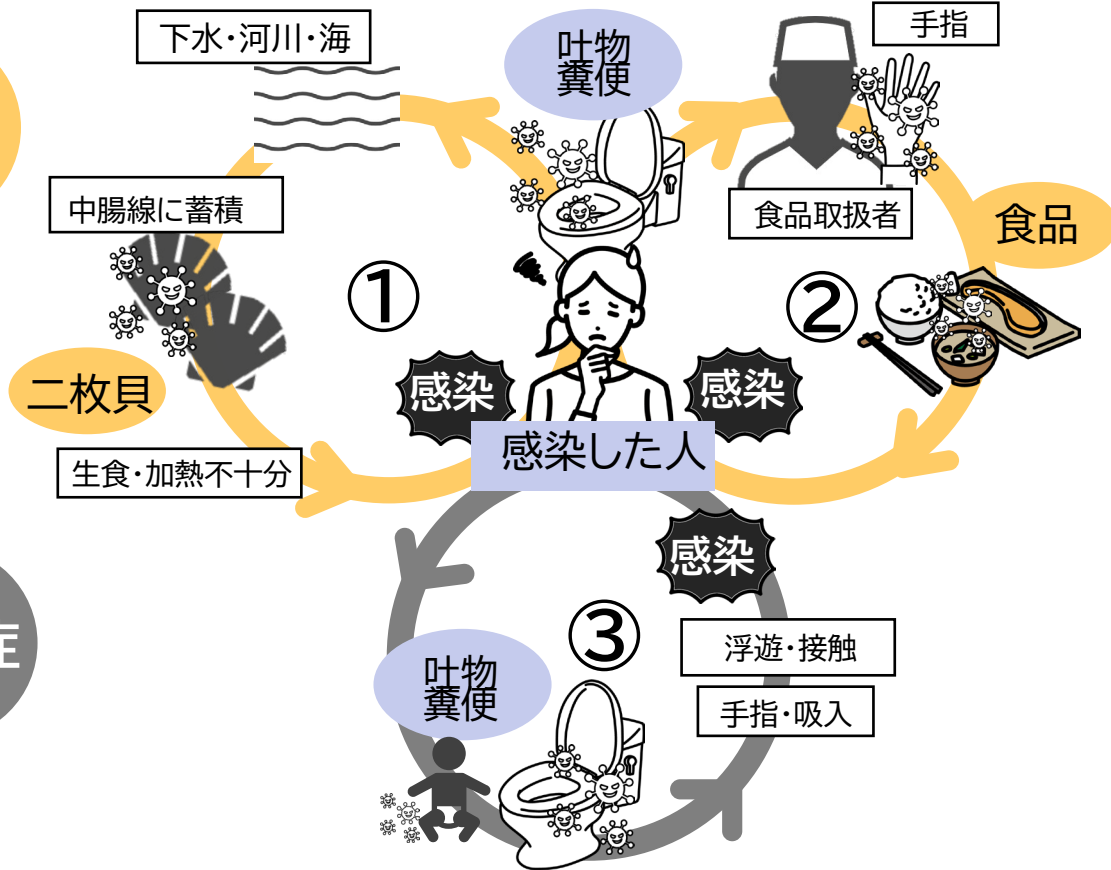 下水・河川・海
吐物
糞便
手指
中腸線に蓄積
食品取扱者
食品
①
②
二枚貝
感染
感染
生食・加熱不十分
感染した人
感染
症
③
吐物
糞便
浮遊・接触
手指・吸入